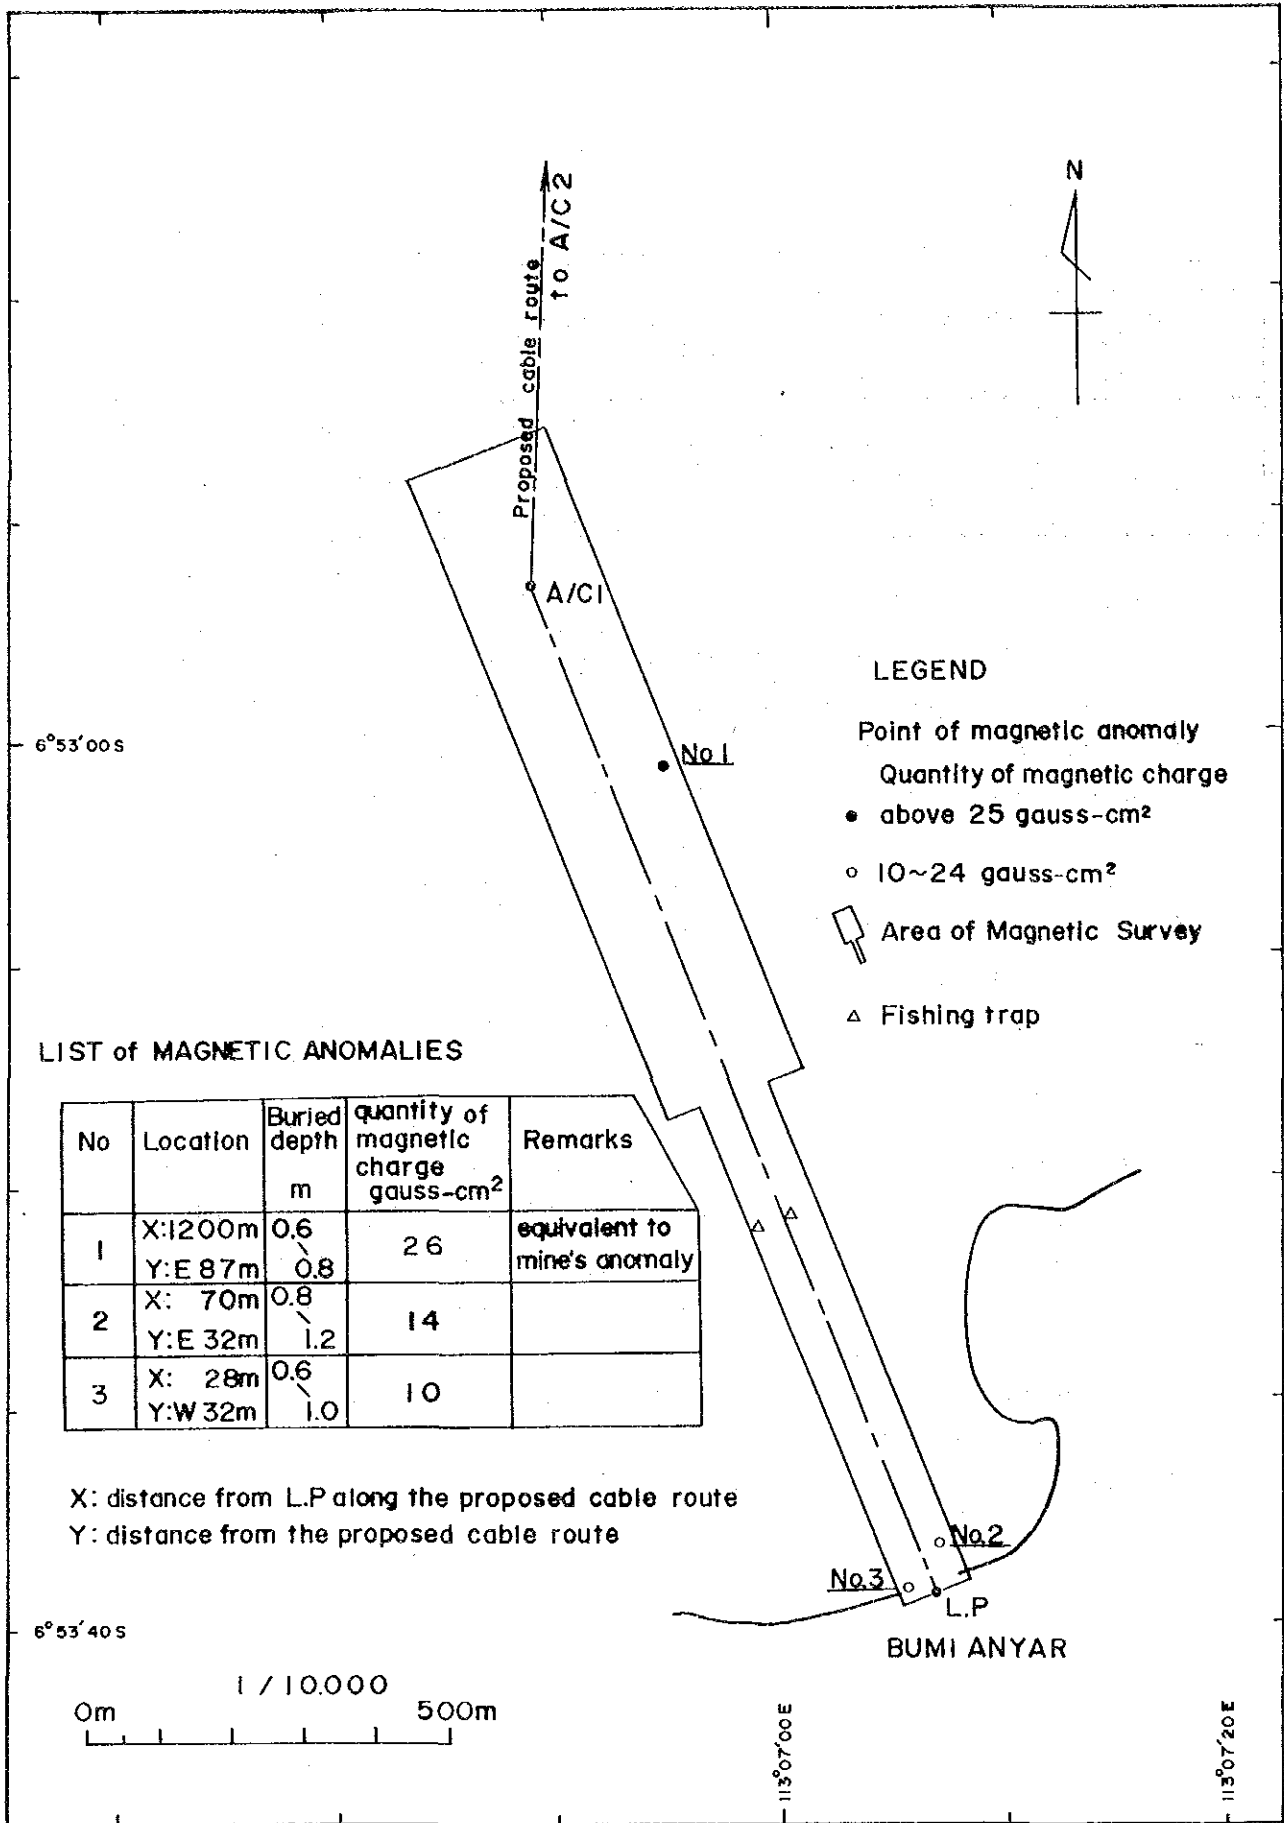 N
Proposed cable route
to A/C2
A/C1
LEGEND
Point of magnetic anomaly
Quantity of magnetic charge
above 25 gauss-cm²
10~24 gauss-cm²
Area of Magnetic Survey
Fishing trap
6°53'00S
No.1
LIST of MAGNETIC ANOMALIES
No
Location
Buried
depth
m
quantity of
magnetic
charge
gauss-cm²
Remarks
1
X:1200m
Y:E 87m
0.6
0.8
26
equivalent to
mine's anomaly
2
X: 70m
Y:E 32m
0.8
1.2
14
3
X: 28m
Y:W 32m
0.6
1.0
10
X: distance from L.P along the proposed cable route
Y: distance from the proposed cable route
No.2
No.3
L.P
BUMI ANYAR
6°53'40S
1 / 10.000
0m
500m
113°07'00E
113°07'20E